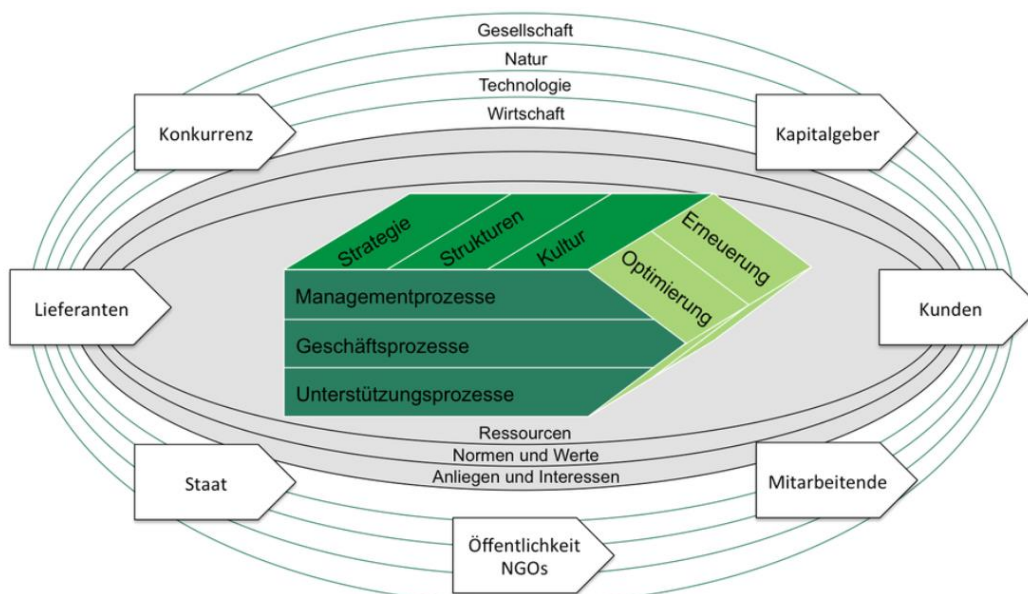 Gesellschaft
Natur
Technologie
Wirtschaft
Konkurrenz
Kapitalgeber
Strategie
Strukturen
Kultur
Erneuerung
Optimierung
Managementprozesse
Geschäftsprozesse
Unterstützungsprozesse
Lieferanten
Kunden
Ressourcen
Normen und Werte
Anliegen und Interessen
Staat
Mitarbeitende
Öffentlichkeit
NGOs